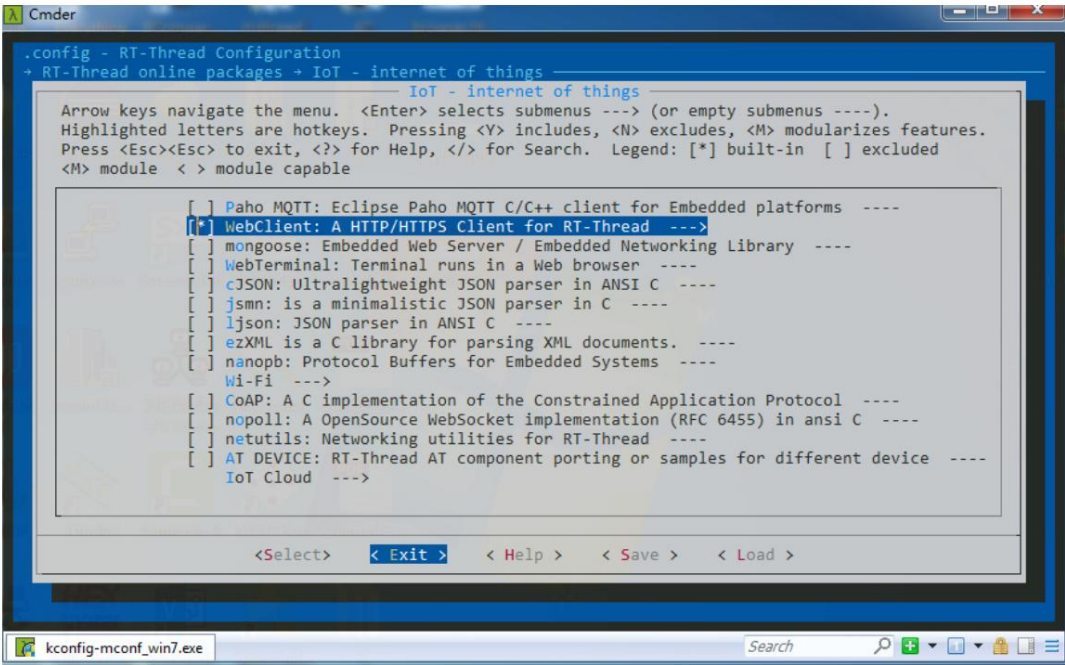 λ Cmder
.config - RT-Thread Configuration
→ RT-Thread online packages → IoT - internet of things
IoT - internet of things
Arrow keys navigate the menu.  <Enter> selects submenus ---> (or empty submenus ----).
Highlighted letters are hotkeys.  Pressing <Y> includes, <N> excludes, <M> modularizes features.
Press <Esc><Esc> to exit, <?> for Help, </> for Search.  Legend: [*] built-in  [ ] excluded
<M> module  < > module capable
[ ] Paho MQTT: Eclipse Paho MQTT C/C++ client for Embedded platforms  ----
[*] WebClient: A HTTP/HTTPS Client for RT-Thread  --->
[ ] mongoose: Embedded Web Server / Embedded Networking Library  ----
[ ] WebTerminal: Terminal runs in a Web browser  ----
[ ] cJSON: Ultralightweight JSON parser in ANSI C  ----
[ ] jsmn: is a minimalistic JSON parser in C  ----
[ ] ljson: JSON parser in ANSI C  ----
[ ] ezXML is a C library for parsing XML documents.  ----
[ ] nanopb: Protocol Buffers for Embedded Systems  ----
Wi-Fi  --->
[ ] CoAP: A C implementation of the Constrained Application Protocol  ----
[ ] nopoll: A OpenSource WebSocket implementation (RFC 6455) in ansi C  ----
[ ] netutils: Networking utilities for RT-Thread  ----
[ ] AT DEVICE: RT-Thread AT component porting or samples for different device  ----
IoT Cloud  --->
<Select>    < Exit >    < Help >    < Save >    < Load >
kconfig-mconf_win7.exe
Search